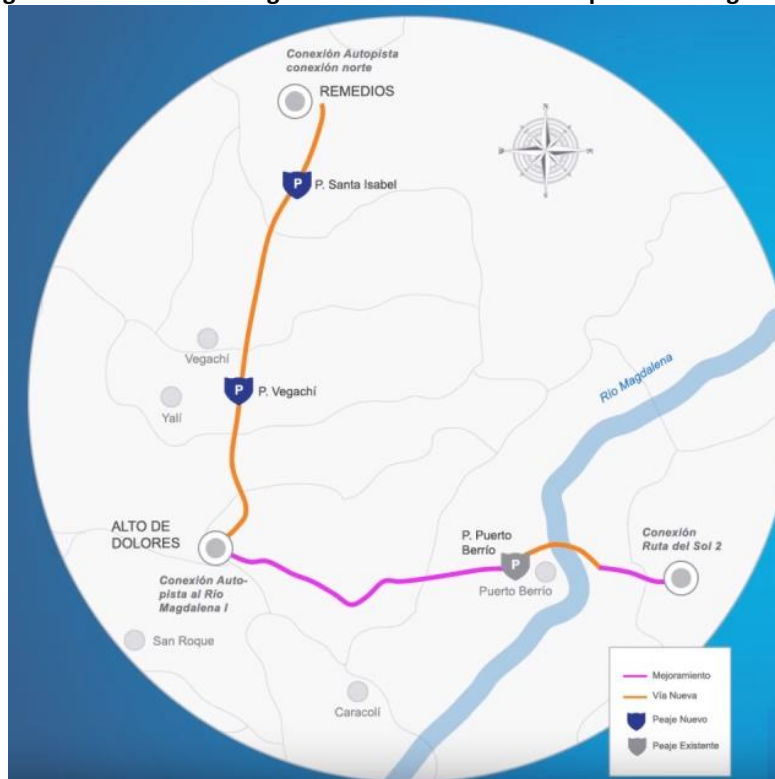 Conexión Autopista
conexión norte
REMEDIOS
N
P
P. Santa Isabel
Vegachí
P
P. Vegachí
Yalí
Río Magdalena
ALTO DE
DOLORES
P. Puerto
Berrío
P
Puerto Berrío
Conexión
Ruta del Sol 2
Conexión Auto-
pista al Río
Magdalena I
San Roque
Caracolí
Mejoramiento
Vía Nueva
Peaje Nuevo
Peaje Existente